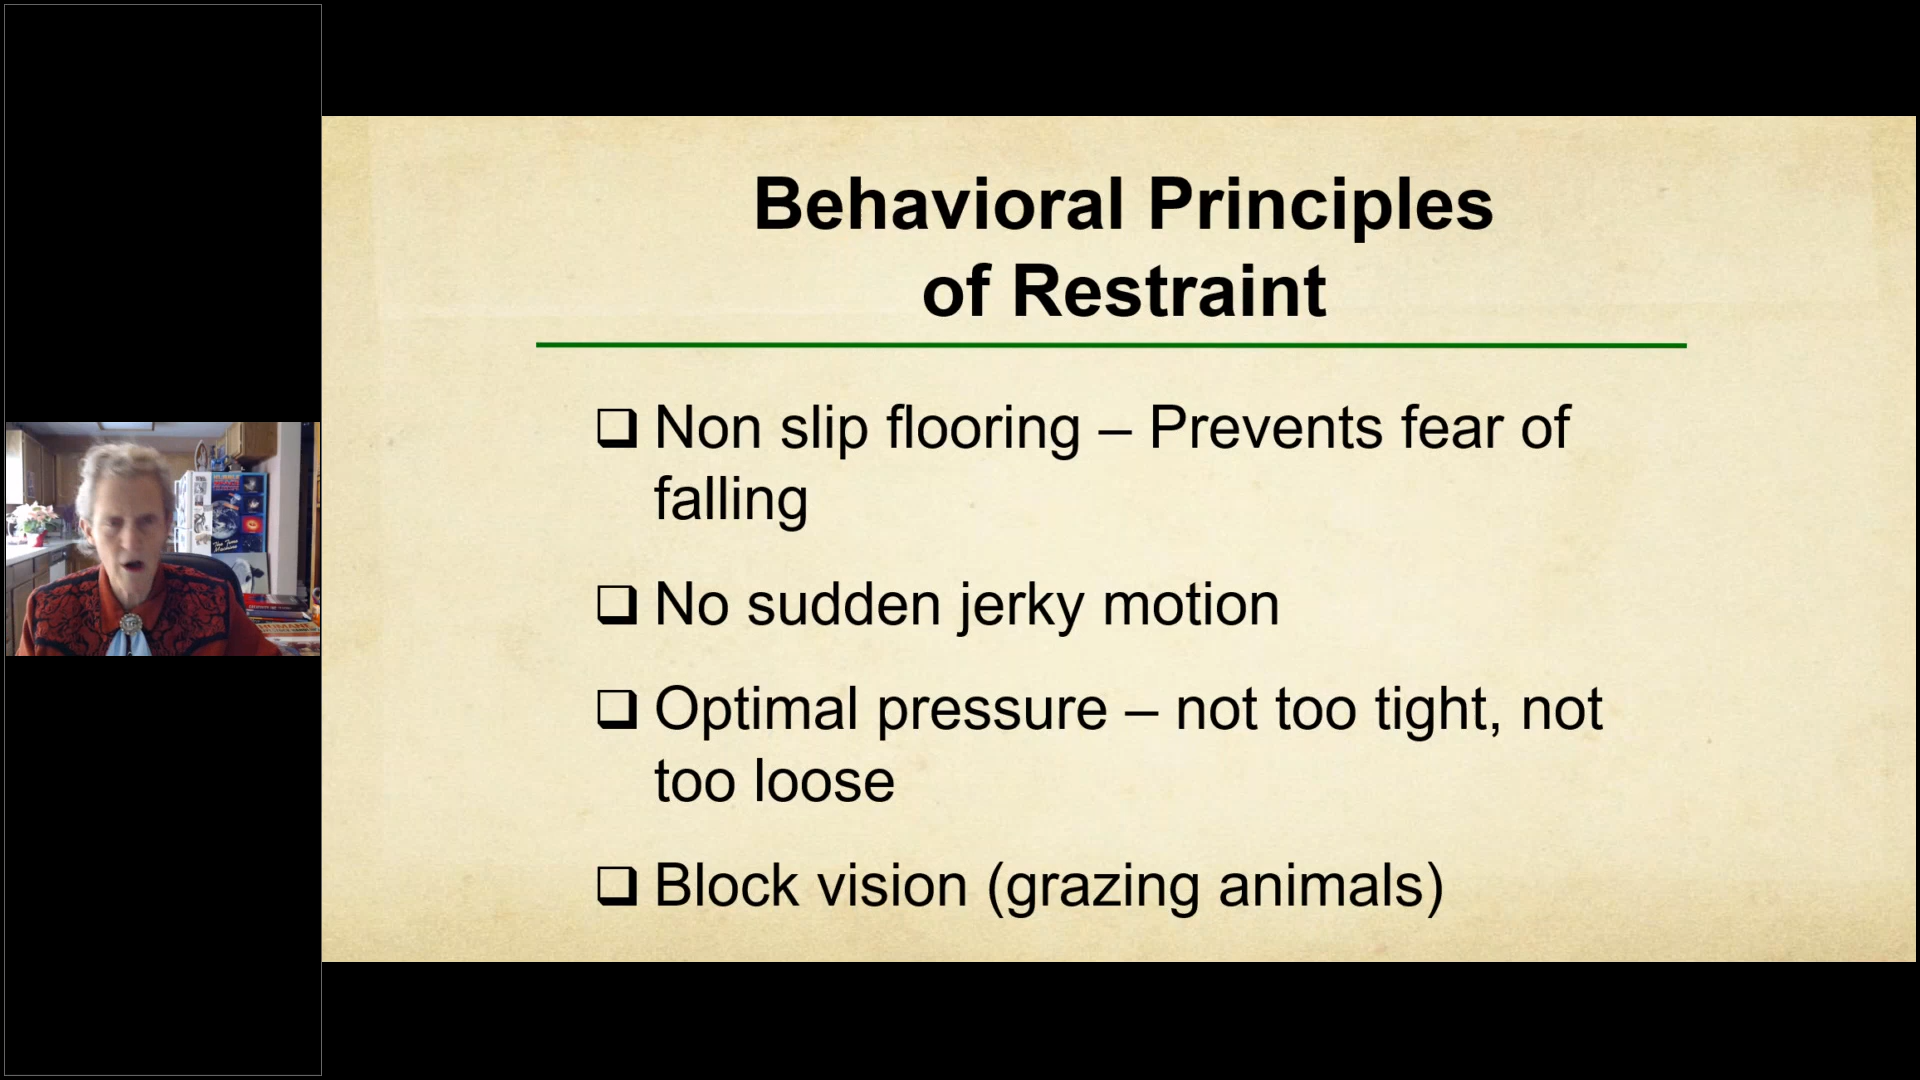 Behavioral Principles
of Restraint
❑ Non slip flooring – Prevents fear of
falling
❑ No sudden jerky motion
❑ Optimal pressure – not too tight, not
too loose
❑ Block vision (grazing animals)